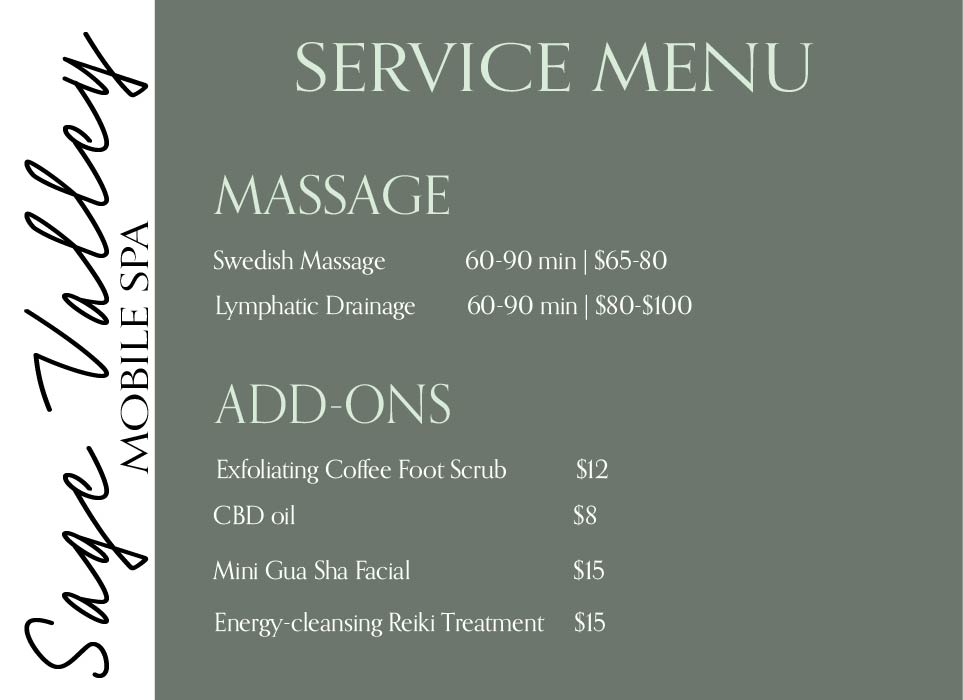 Sage Valley
MOBILE SPA
SERVICE MENU
MASSAGE
Swedish Massage 60-90 min | $65-80
Lymphatic Drainage 60-90 min | $80-$100
ADD-ONS
Exfoliating Coffee Foot Scrub $12
CBD oil $8
Mini Gua Sha Facial $15
Energy-cleansing Reiki Treatment $15